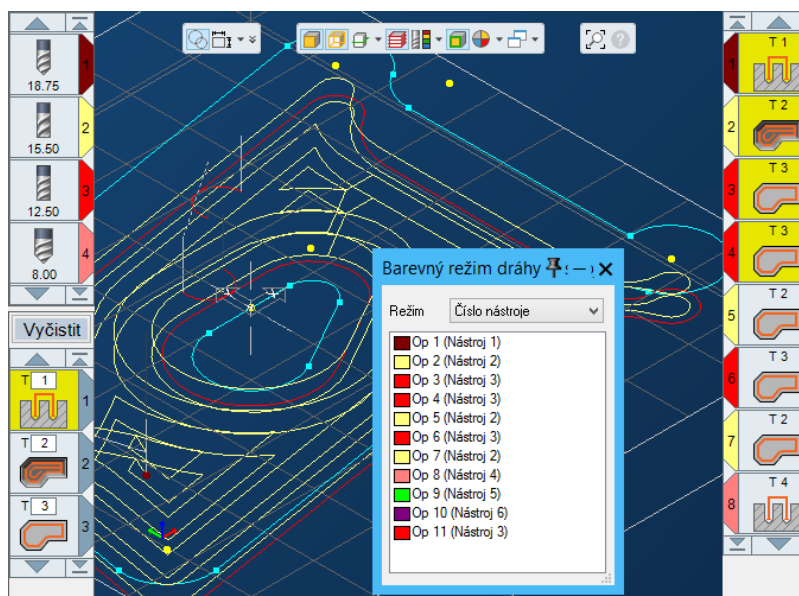 1
18.75
2
15.50
3
12.50
4
8.00
Vyčistit
T 1
1
T 2
2
T 3
3
Barevný režim dráhy
Režim Číslo nástroje
Op 1 (Nástroj 1)
Op 2 (Nástroj 2)
Op 3 (Nástroj 3)
Op 4 (Nástroj 3)
Op 5 (Nástroj 2)
Op 6 (Nástroj 3)
Op 7 (Nástroj 2)
Op 8 (Nástroj 4)
Op 9 (Nástroj 5)
Op 10 (Nástroj 6)
Op 11 (Nástroj 3)
T 1
1
T 2
2
T 3
3
T 3
4
T 2
5
T 3
6
T 2
7
T 4
8